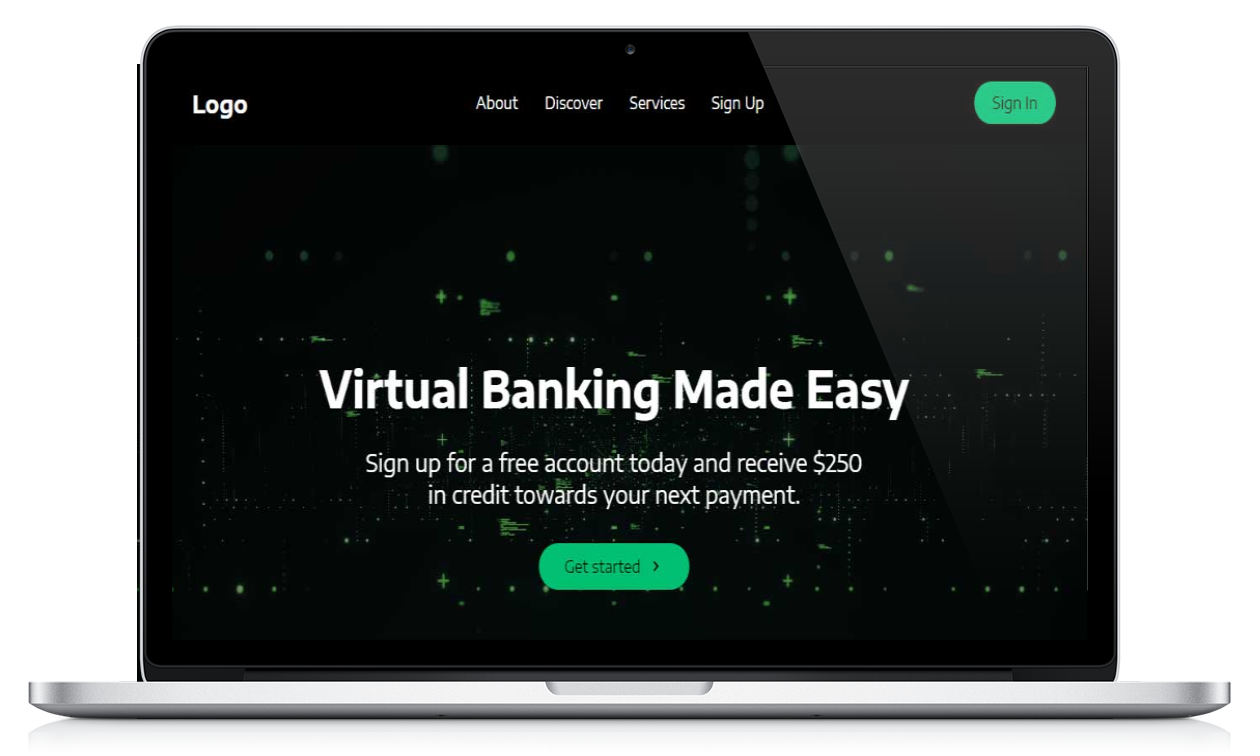 Logo
About Discover Services Sign Up
Sign In
Virtual Banking Made Easy
Sign up for a free account today and receive $250
in credit towards your next payment.
Get started